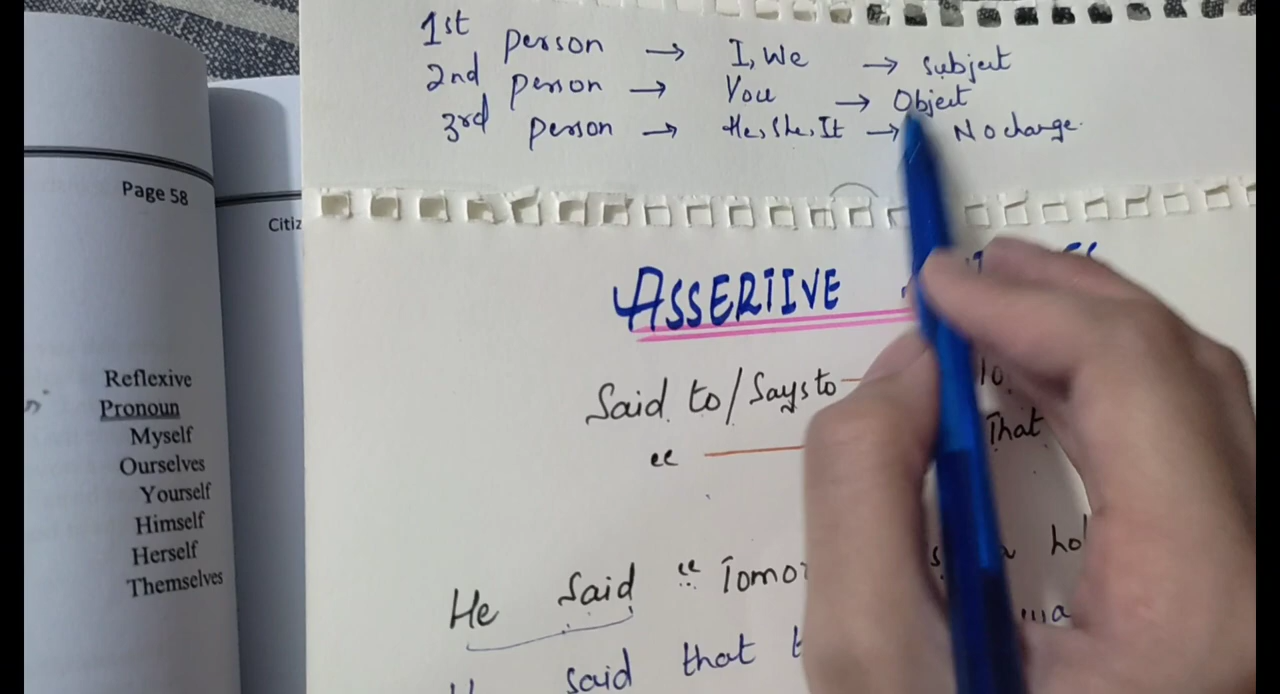 1st person → I, We → Subject
2nd person → You → Object
3rd person → He, She, It → No change.
Page 58
Citiz
Reflexive
Pronoun
Myself
Ourselves
Yourself
Himself
Herself
Themselves
ASSERTIVE
Said to/Says to
“ That
He Said “ Tomo
said that t